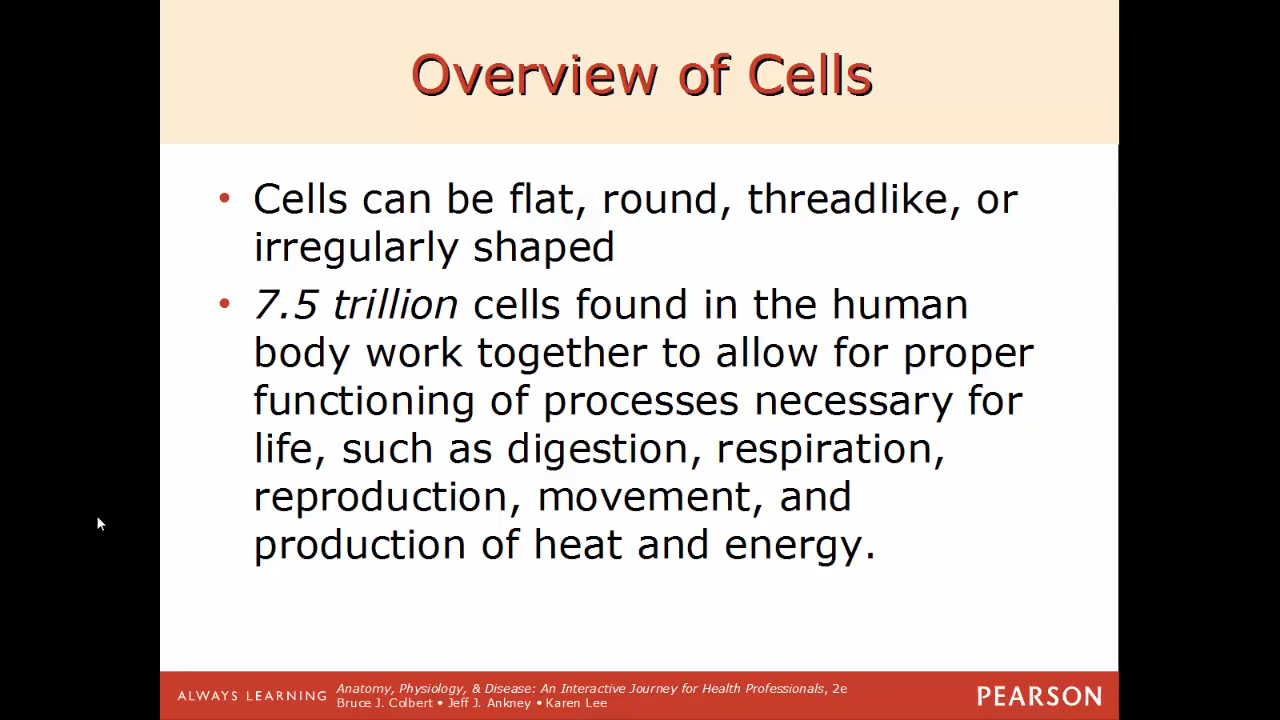 Overview of Cells
• Cells can be flat, round, threadlike, or
irregularly shaped
• 7.5 trillion cells found in the human
body work together to allow for proper
functioning of processes necessary for
life, such as digestion, respiration,
reproduction, movement, and
production of heat and energy.
ALWAYS LEARNING
Anatomy, Physiology, & Disease: An Interactive Journey for Health Professionals, 2e
Bruce J. Colbert • Jeff J. Ankney • Karen Lee
PEARSON